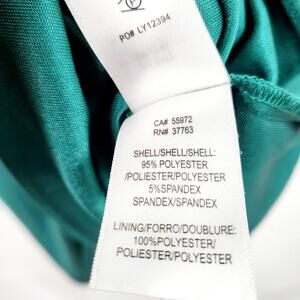 PO# LY12394
CA# 55972
RN# 37763
SHELL/SHELL/SHELL:
95% POLYESTER
/POLIESTER/POLYESTER
5%SPANDEX
SPANDEX/SPANDEX
LINING/FORRO/DOUBLURE:
100%POLYESTER/
POLIESTER/POLYESTER